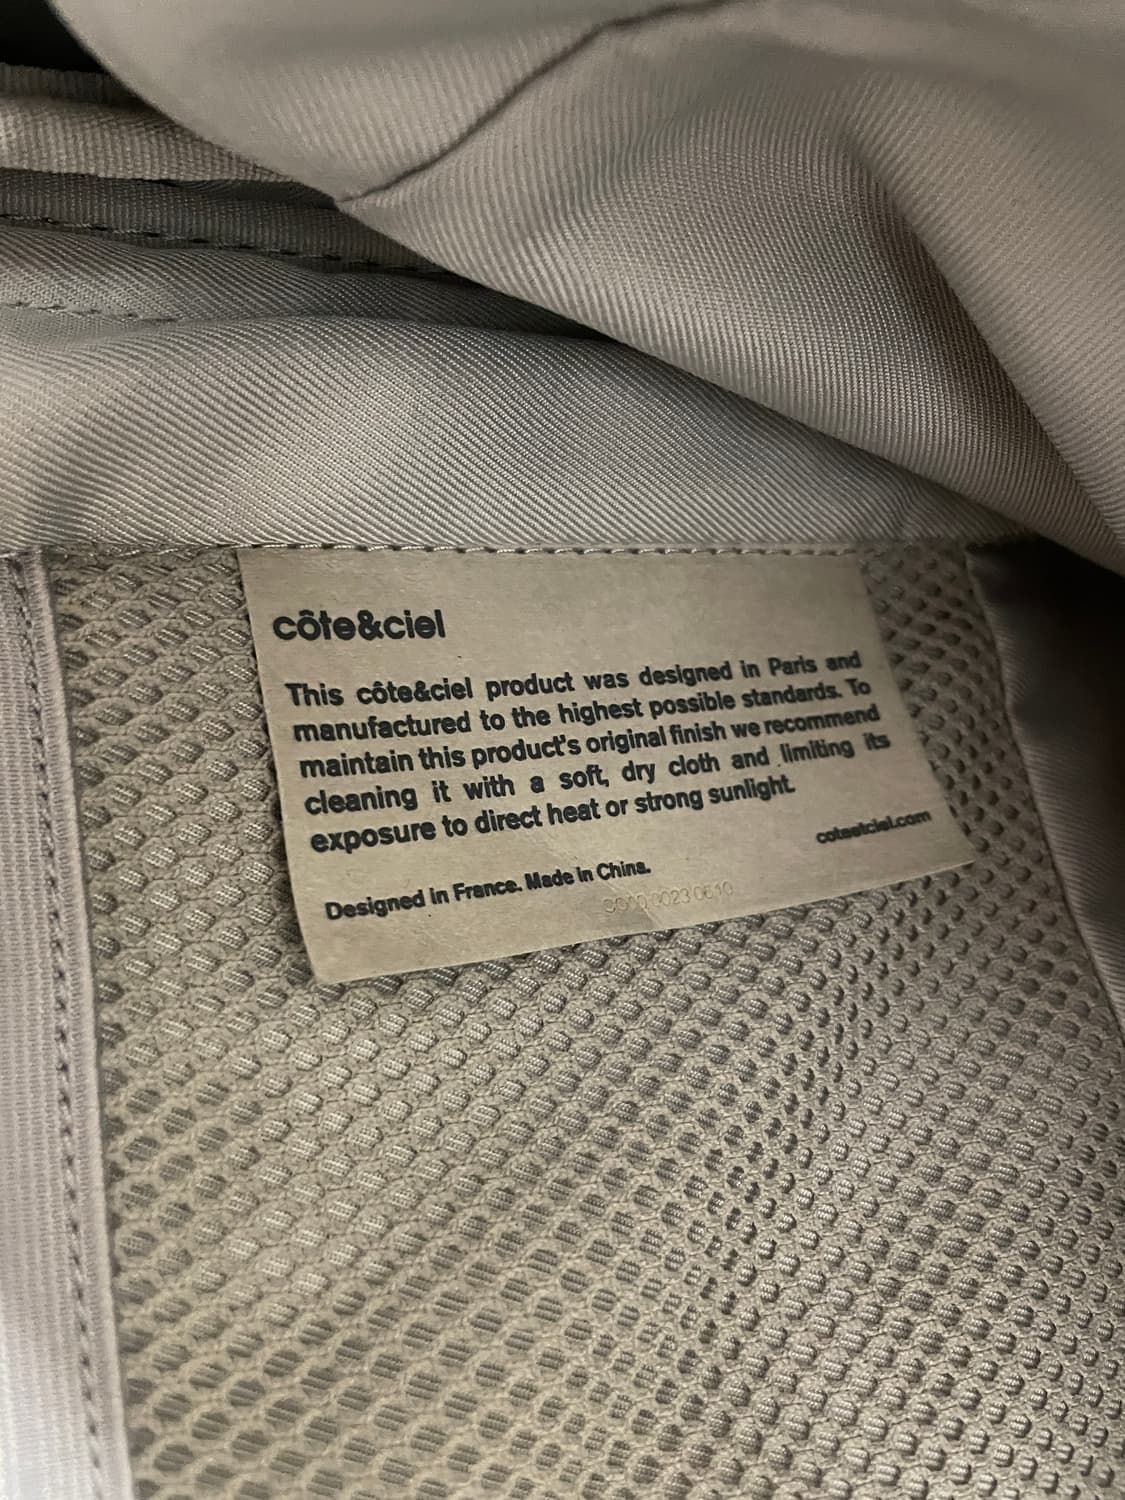 côte&ciel
This côte&ciel product was designed in Paris and
manufactured to the highest possible standards. To
maintain this product's original finish we recommend
cleaning it with a soft, dry cloth and limiting its
exposure to direct heat or strong sunlight.
coteetciel.com
Designed in France. Made in China.